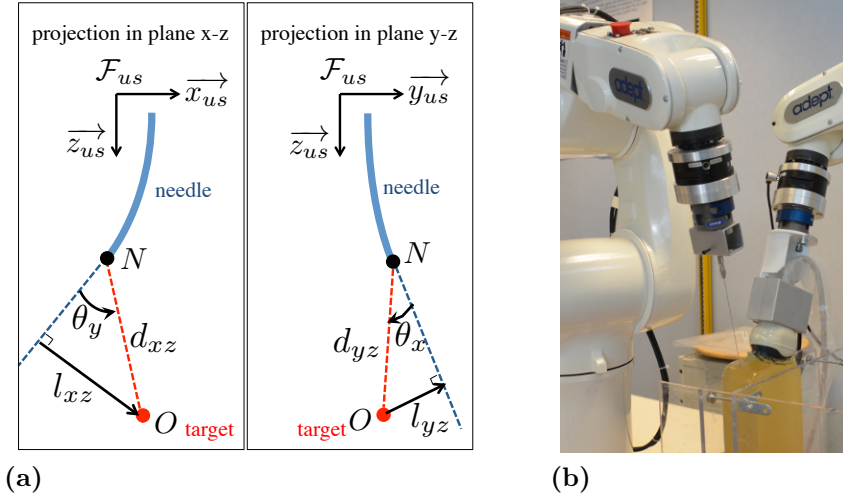 projection in plane x-z
F_us
x_us
z_us
needle
N
θ_y
d_xz
l_xz
O target
projection in plane y-z
F_us
y_us
z_us
needle
N
θ_x
d_yz
target O
l_yz
adept
adept
(a)
(b)